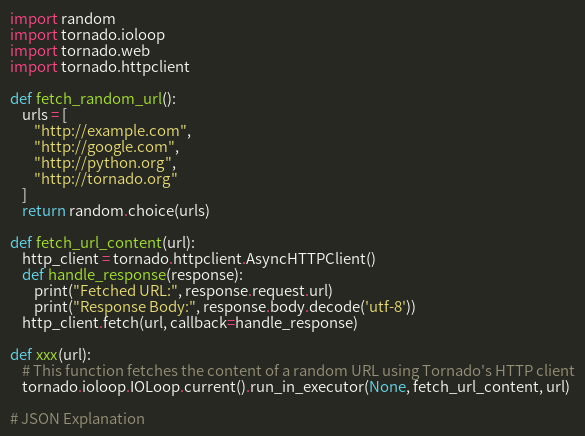 import random
import tornado.ioloop
import tornado.web
import tornado.httpclient

def fetch_random_url():
    urls = [
        "http://example.com",
        "http://google.com",
        "http://python.org",
        "http://tornado.org"
    ]
    return random.choice(urls)

def fetch_url_content(url):
    http_client = tornado.httpclient.AsyncHTTPClient()
    def handle_response(response):
        print("Fetched URL:", response.request.url)
        print("Response Body:", response.body.decode('utf-8'))
    http_client.fetch(url, callback=handle_response)

def xxx(url):
    # This function fetches the content of a random URL using Tornado's HTTP client
    tornado.ioloop.IOLoop.current().run_in_executor(None, fetch_url_content, url)

# JSON Explanation